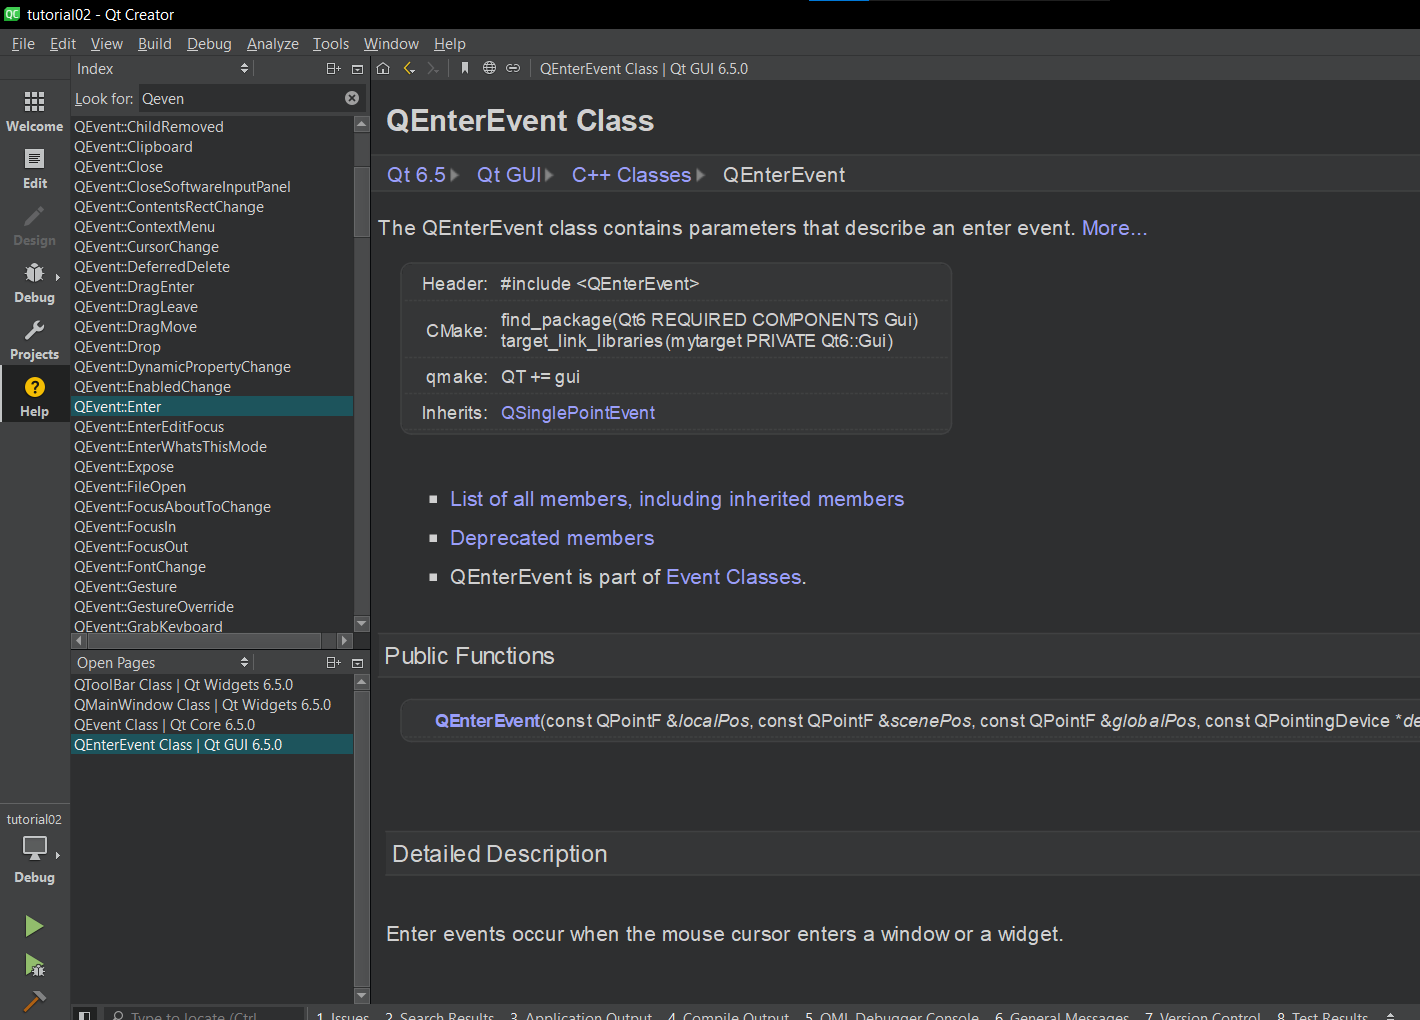 tutorial02 - Qt Creator
File Edit View Build Debug Analyze Tools Window Help
Index
QEnterEvent Class | Qt GUI 6.5.0
Look for: Qeven
Welcome
Edit
Design
Debug
Projects
Help
QEvent::ChildRemoved
QEvent::Clipboard
QEvent::Close
QEvent::CloseSoftwareInputPanel
QEvent::ContentsRectChange
QEvent::ContextMenu
QEvent::CursorChange
QEvent::DeferredDelete
QEvent::DragEnter
QEvent::DragLeave
QEvent::DragMove
QEvent::Drop
QEvent::DynamicPropertyChange
QEvent::EnabledChange
QEvent::Enter
QEvent::EnterEditFocus
QEvent::EnterWhatsThisMode
QEvent::Expose
QEvent::FileOpen
QEvent::FocusAboutToChange
QEvent::FocusIn
QEvent::FocusOut
QEvent::FontChange
QEvent::Gesture
QEvent::GestureOverride
QEvent::GrabKeyboard
Open Pages
QToolBar Class | Qt Widgets 6.5.0
QMainWindow Class | Qt Widgets 6.5.0
QEvent Class | Qt Core 6.5.0
QEnterEvent Class | Qt GUI 6.5.0
tutorial02
Debug
QEnterEvent Class
Qt 6.5 Qt GUI C++ Classes QEnterEvent
The QEnterEvent class contains parameters that describe an enter event. More...
Header: #include <QEnterEvent>
CMake: find_package(Qt6 REQUIRED COMPONENTS Gui)
target_link_libraries(mytarget PRIVATE Qt6::Gui)
qmake: QT += gui
Inherits: QSinglePointEvent
List of all members, including inherited members
Deprecated members
QEnterEvent is part of Event Classes.
Public Functions
QEnterEvent(const QPointF &localPos, const QPointF &scenePos, const QPointF &globalPos, const QPointingDevice *de
Detailed Description
Enter events occur when the mouse cursor enters a window or a widget.
Type to locate (Ctrl
1 Issues 2 Search Results 3 Application Output 4 Compile Output 5 QML Debugger Console 6 General Messages 7 Version Control 8 Test Results